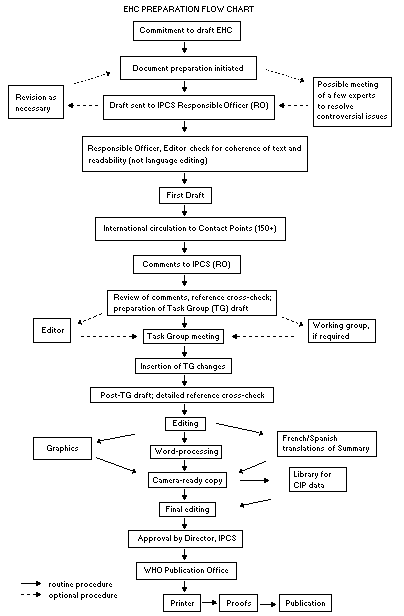 EHC PREPARATION FLOW CHART
Commitment to draft EHC
Document preparation initiated
Revision as
necessary
Draft sent to IPCS Responsible Officer (RO)
Possible meeting
of a few experts
to resolve
controversial issues
Responsible Officer, Editor check for coherence of text and
readability (not language editing)
First Draft
International circulation to Contact Points (150+)
Comments to IPCS (RO)
Review of comments, reference cross-check;
preparation of Task Group (TG) draft
Editor
Task Group meeting
Working group,
if required
Insertion of TG changes
Post-TG draft; detailed reference cross-check
Editing
Graphics
Word-processing
French/Spanish
translations of Summary
Camera-ready copy
Library for
CIP data
Final editing
Approval by Director, IPCS
WHO Publication Office
routine procedure
optional procedure
Printer
Proofs
Publication